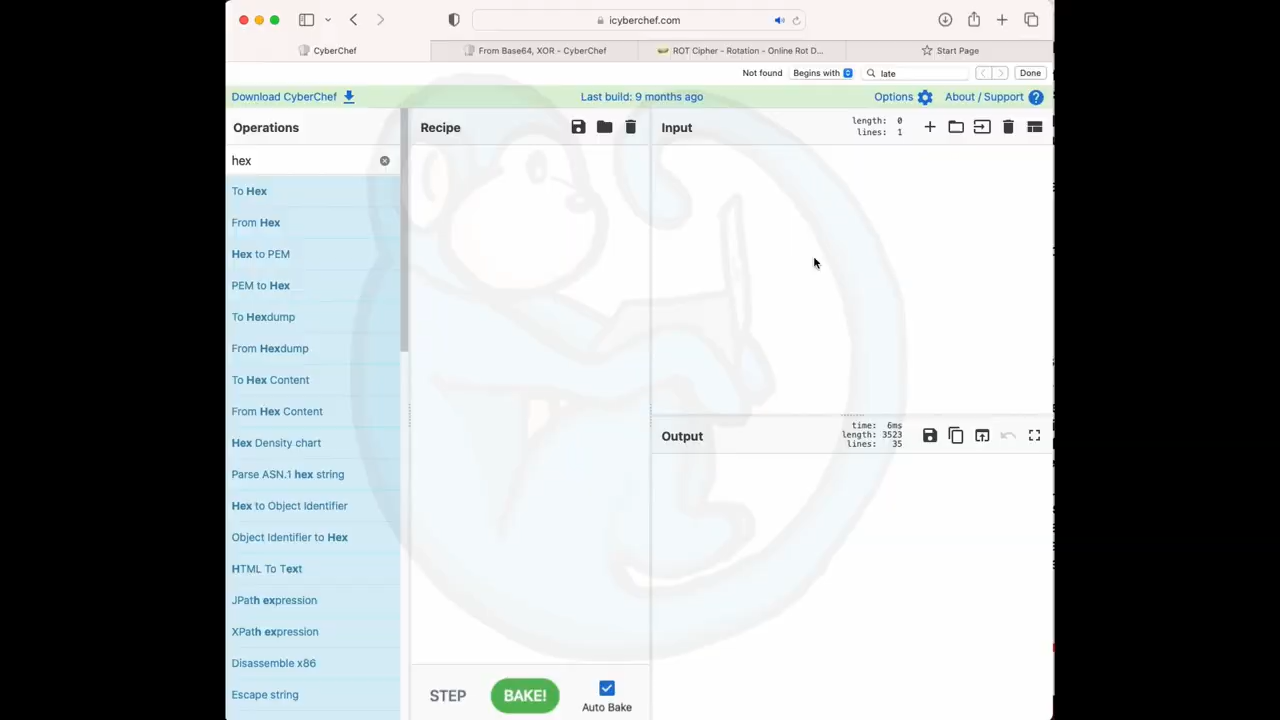 icyberchef.com
CyberChef
From Base64, XOR - CyberChef
ROT Cipher - Rotation - Online Rot D...
Start Page
Not found
Begins with
late
Done
Download CyberChef
Last build: 9 months ago
Options
About / Support
Operations
Recipe
Input
length: 0
lines: 1
hex
To Hex
From Hex
Hex to PEM
PEM to Hex
To Hexdump
From Hexdump
To Hex Content
From Hex Content
Hex Density chart
Parse ASN.1 hex string
Hex to Object Identifier
Object Identifier to Hex
HTML To Text
JPath expression
XPath expression
Disassemble x86
Escape string
Output
time: 6ms
length: 3523
lines: 35
STEP
BAKE!
Auto Bake